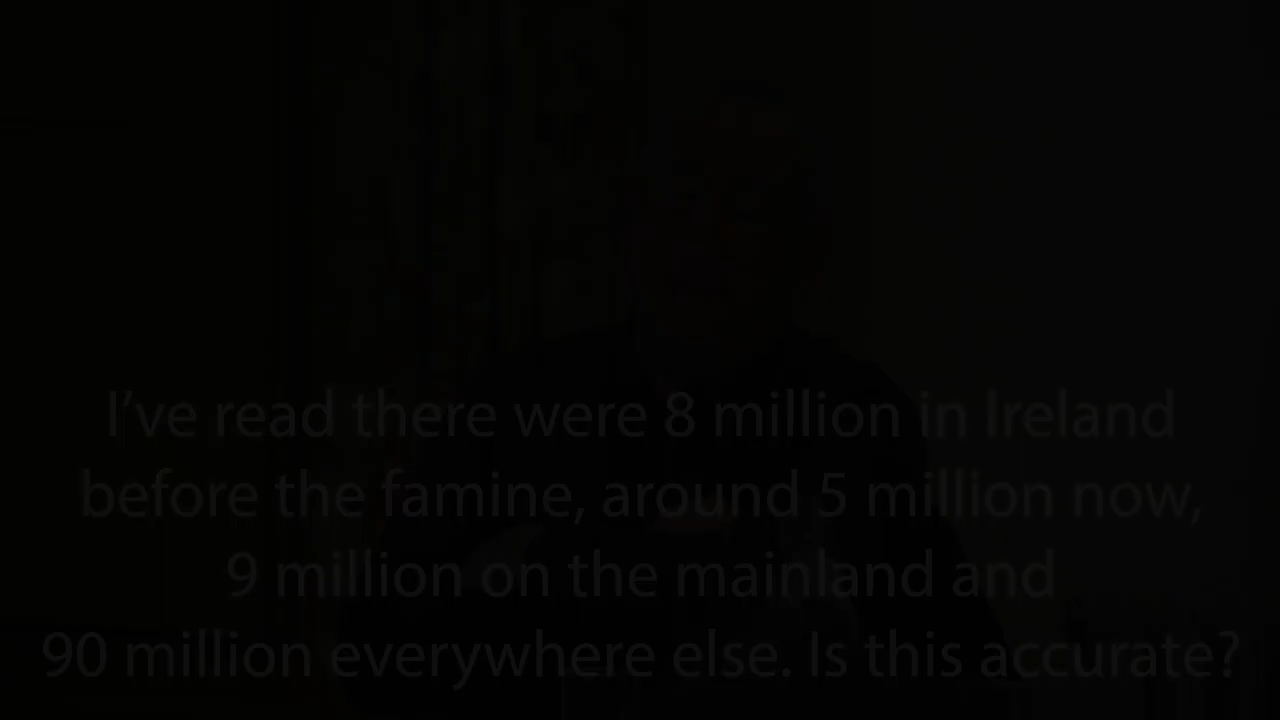 I’ve read there were 8 million in Ireland
before the famine, around 5 million now,
9 million on the mainland and
90 million everywhere else. Is this accurate?